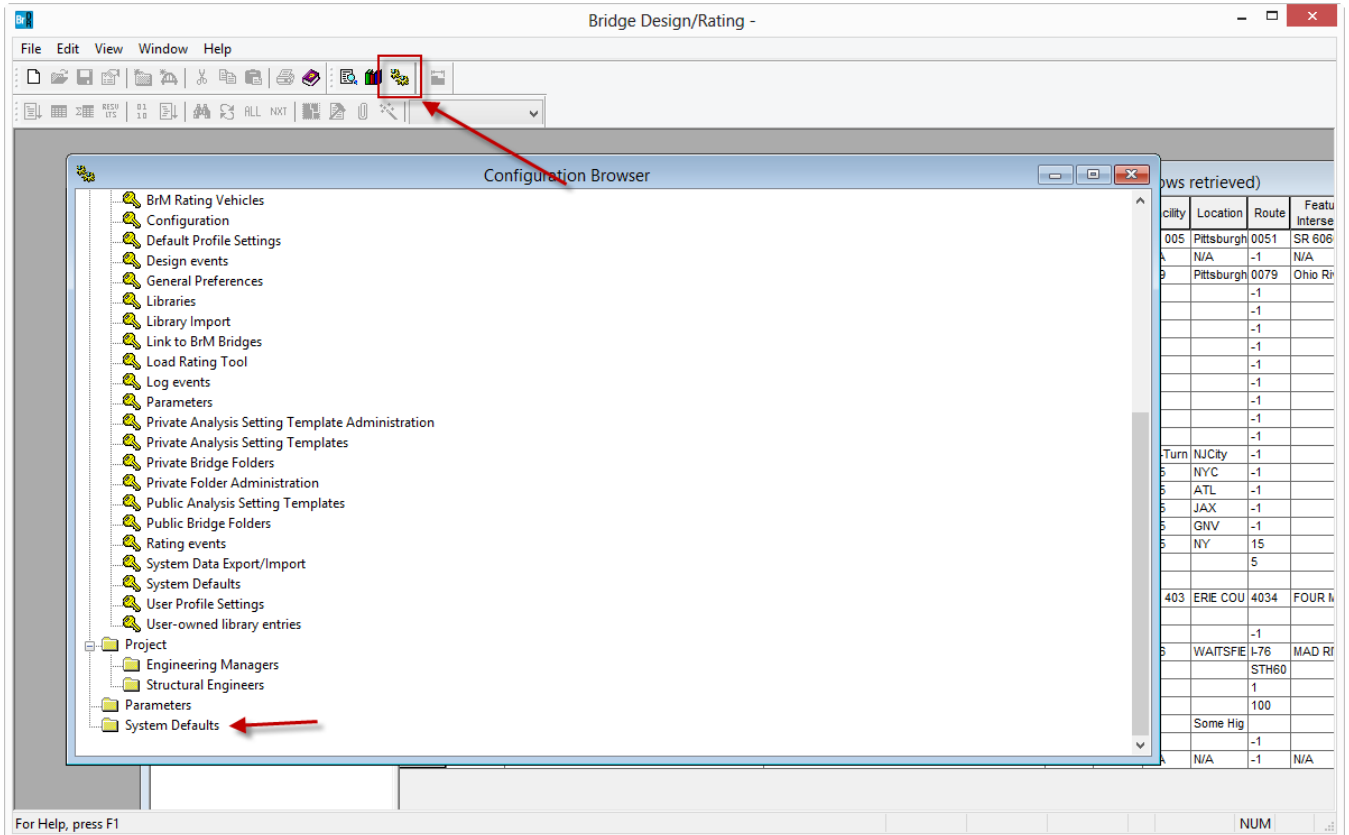 Bridge Design/Rating -
File Edit View Window Help
ALL NXT
Configuration Browser
ows retrieved)
BrM Rating Vehicles
Configuration
Default Profile Settings
Design events
General Preferences
Libraries
Library Import
Link to BrM Bridges
Load Rating Tool
Log events
Parameters
Private Analysis Setting Template Administration
Private Analysis Setting Templates
Private Bridge Folders
Private Folder Administration
Public Analysis Setting Templates
Public Bridge Folders
Rating events
System Data Export/Import
System Defaults
User Profile Settings
User-owned library entries
Project
Engineering Managers
Structural Engineers
Parameters
System Defaults
cility Location Route Featu Interse
005 Pittsburgh 0051 SR 606
N/A -1 N/A
9 Pittsburgh 0079 Ohio Ri
-1
-1
-1
-1
-1
-1
-1
-1
-1
-Turn NJCity -1
5 NYC -1
5 ATL -1
5 JAX -1
5 GNV -1
5 NY 15
5
403 ERIE COU 4034 FOUR M
-1
6 WAITSFIE I-76 MAD RI
STH60
1
100
Some Hig
-1
N/A -1 N/A
For Help, press F1
NUM